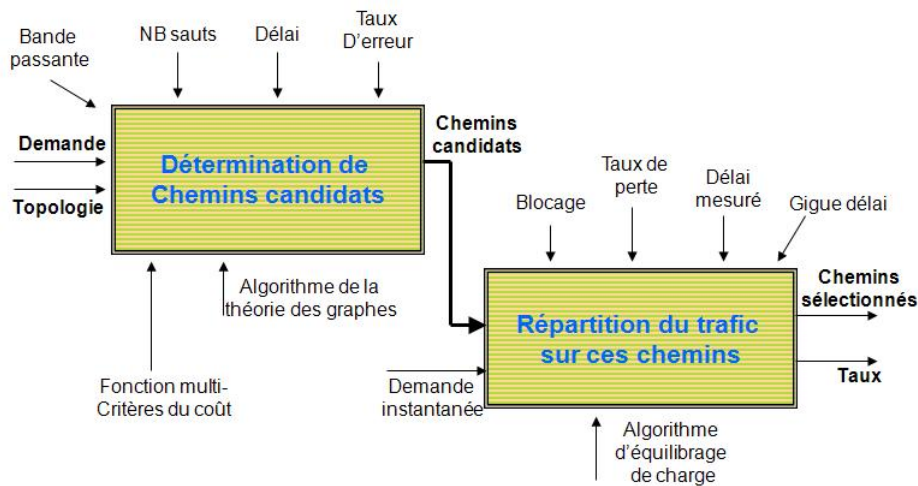 Bande
passante
NB sauts
Délai
Taux
D'erreur
Demande
Topologie
Détermination de
Chemins candidats
Chemins
candidats
Algorithme de la
théorie des graphes
Fonction multi-
Critères du coût
Blocage
Taux de
perte
Délai
mesuré
Gigue délai
Répartition du trafic
sur ces chemins
Demande
instantanée
Algorithme
d'équilibrage
de charge
Chemins
sélectionnés
Taux